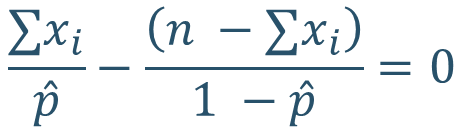 ∑xᵢ/p̂ − (n − ∑xᵢ)/(1 − p̂) = 0